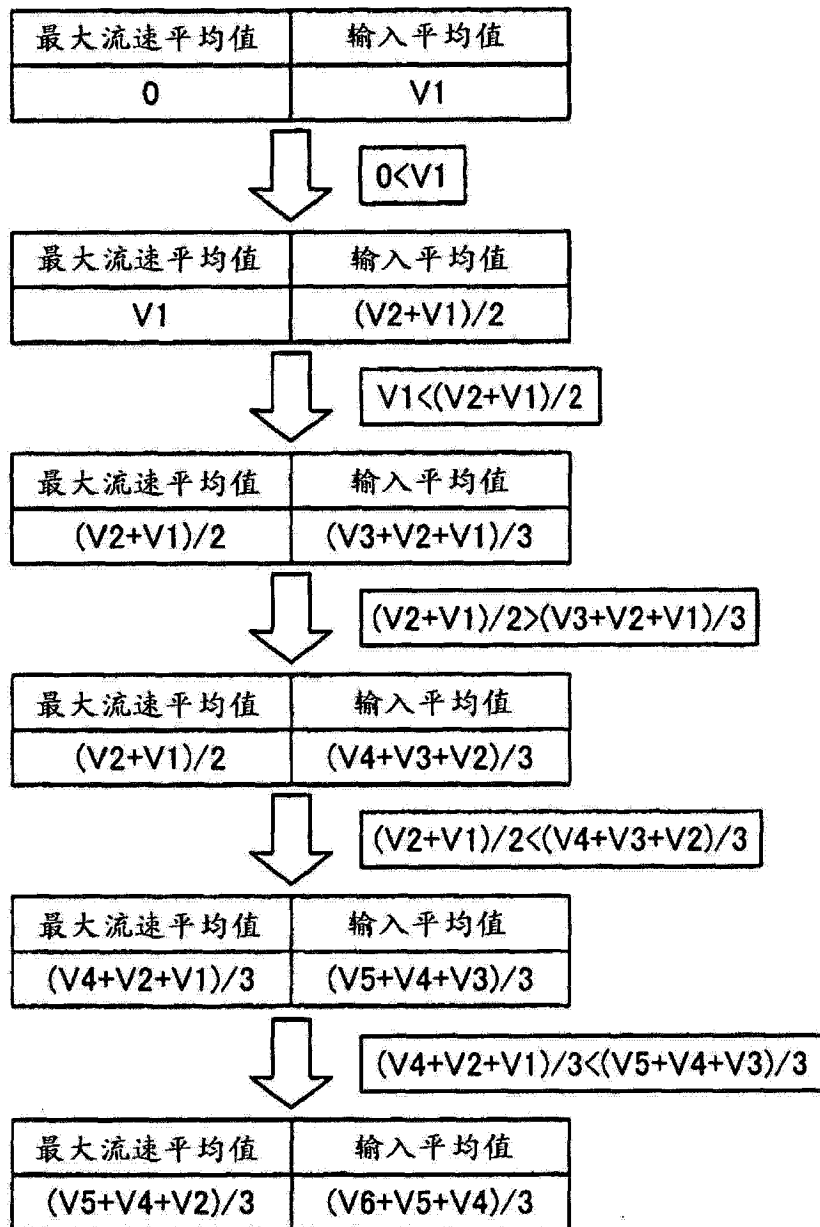 最大流速平均值 输入平均值
0 V1
0<V1
最大流速平均值 输入平均值
V1 (V2+V1)/2
V1<(V2+V1)/2
最大流速平均值 输入平均值
(V2+V1)/2 (V3+V2+V1)/3
(V2+V1)/2>(V3+V2+V1)/3
最大流速平均值 输入平均值
(V2+V1)/2 (V4+V3+V2)/3
(V2+V1)/2<(V4+V3+V2)/3
最大流速平均值 输入平均值
(V4+V2+V1)/3 (V5+V4+V3)/3
(V4+V2+V1)/3<(V5+V4+V3)/3
最大流速平均值 输入平均值
(V5+V4+V2)/3 (V6+V5+V4)/3